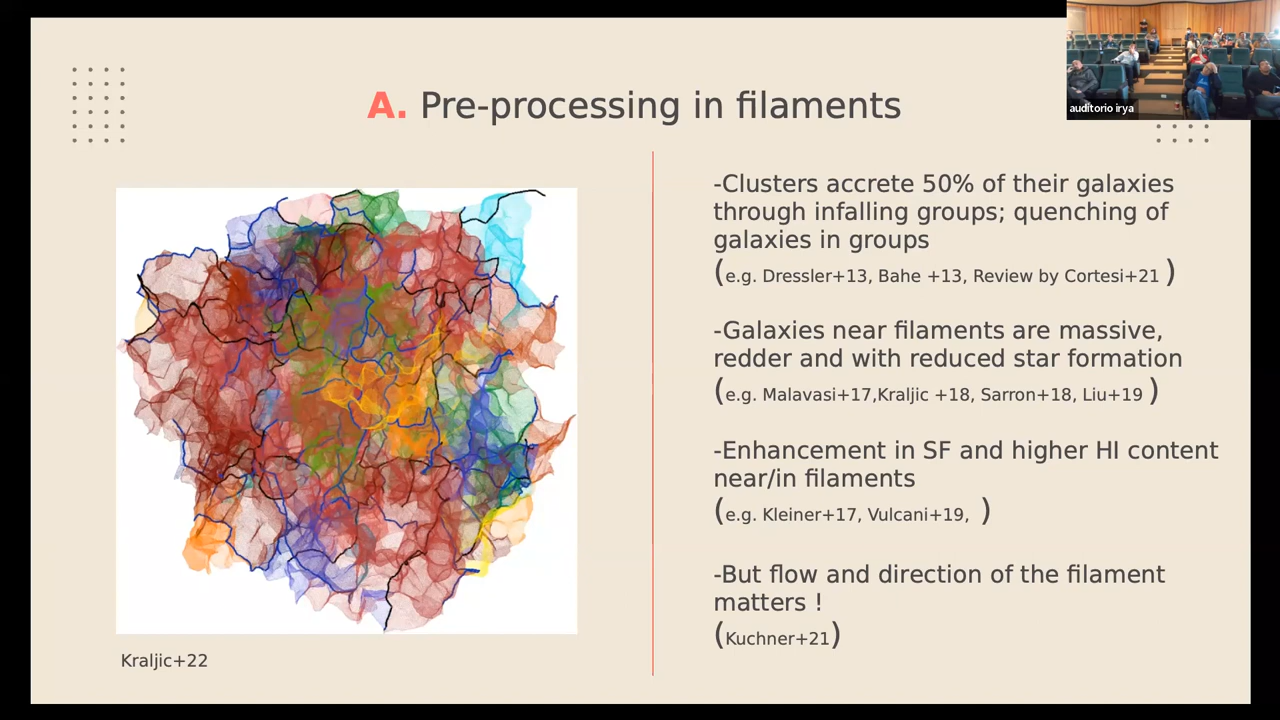 auditorio irya
A. Pre-processing in filaments
-Clusters accrete 50% of their galaxies
through infalling groups; quenching of
galaxies in groups
(e.g. Dressler+13, Bahe +13, Review by Cortesi+21 )
-Galaxies near filaments are massive,
redder and with reduced star formation
(e.g. Malavasi+17,Kraljic +18, Sarron+18, Liu+19 )
-Enhancement in SF and higher HI content
near/in filaments
(e.g. Kleiner+17, Vulcani+19,  )
-But flow and direction of the filament
matters !
(Kuchner+21)
Kraljic+22